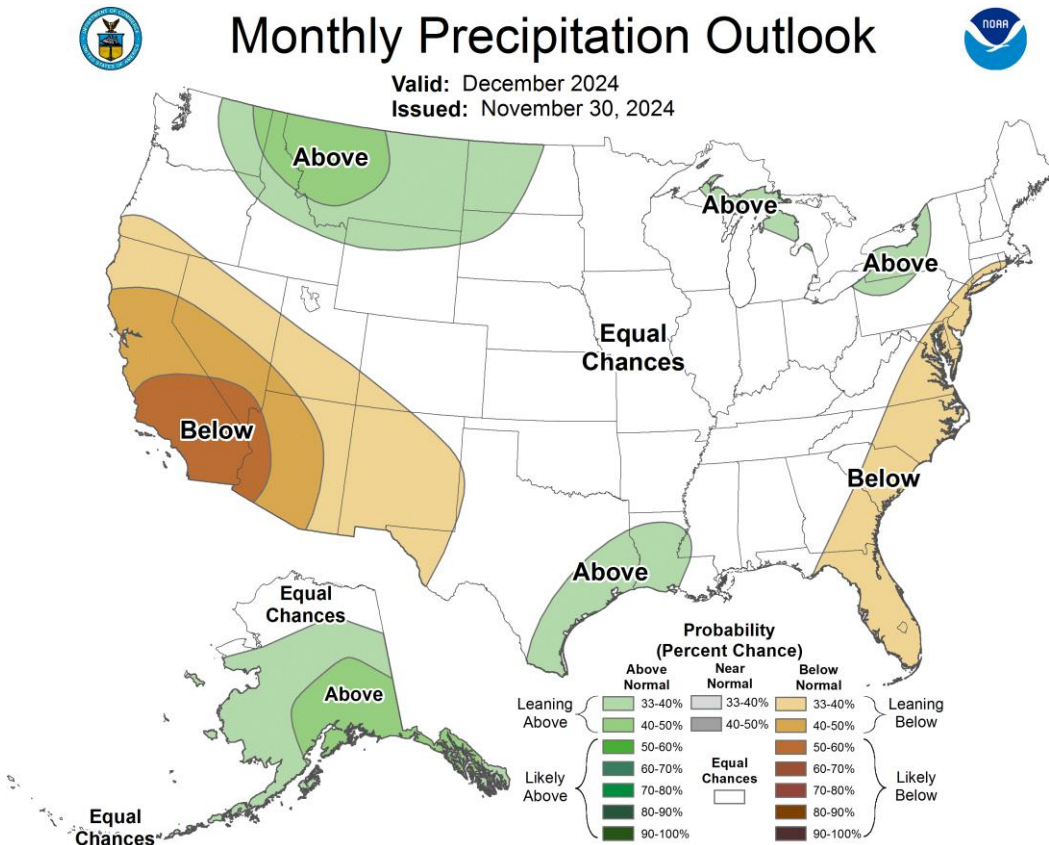 Monthly Precipitation Outlook
Valid: December 2024
Issued: November 30, 2024
NOAA
Above
Above
Above
Equal
Chances
Below
Below
Above
Equal
Chances
Above
Equal
Chances
Probability
(Percent Chance)
Above
Normal
Near
Normal
Below
Normal
Leaning
Above
33-40%
33-40%
33-40%
Leaning
Below
40-50%
40-50%
40-50%
Likely
Above
50-60%
50-60%
Likely
Below
60-70%
60-70%
70-80%
70-80%
80-90%
80-90%
90-100%
90-100%
Equal
Chances